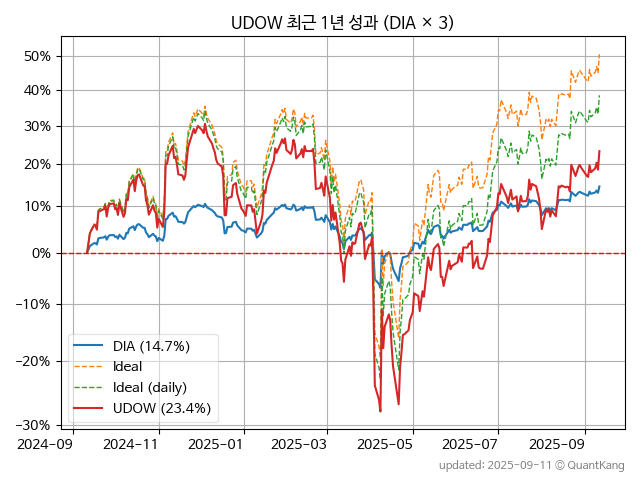 UDOW 최근 1년 성과 (DIA × 3)
50%
40%
30%
20%
10%
0%
−10%
−20%
−30%
DIA (14.7%)
Ideal
Ideal (daily)
UDOW (23.4%)
2024-09
2024-11
2025-01
2025-03
2025-05
2025-07
2025-09
updated: 2025-09-11 © QuantKang